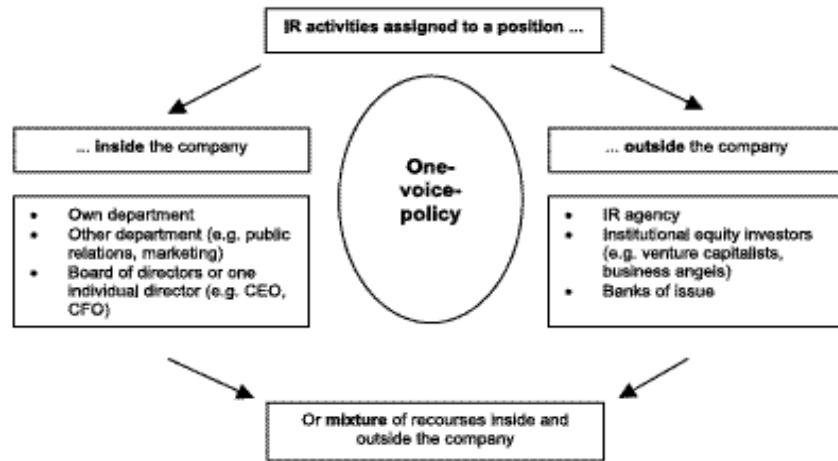 IR activities assigned to a position ...
... inside the company
... outside the company
One-
voice-
policy
• Own department
• Other department (e.g. public
relations, marketing)
• Board of directors or one
individual director (e.g. CEO,
CFO)
• IR agency
• Institutional equity investors
(e.g. venture capitalists,
business angels)
• Banks of issue
Or mixture of recourses inside and
outside the company